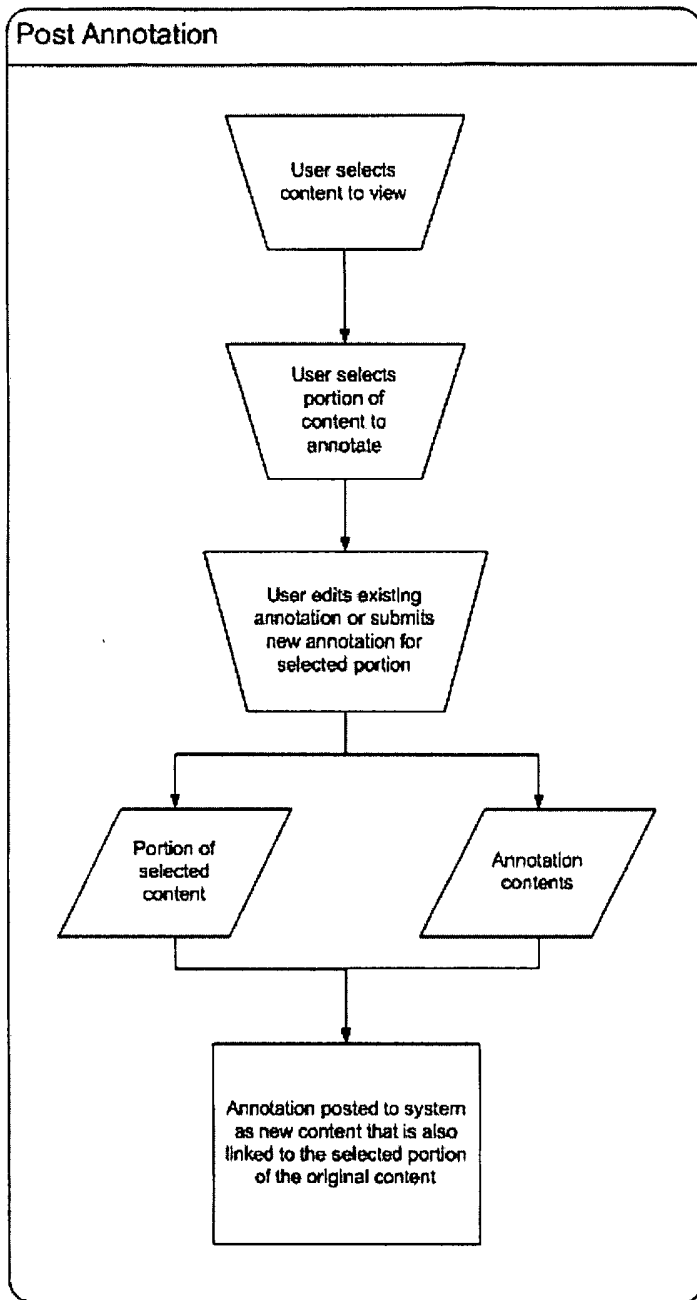 Post Annotation
User selects
content to view
User selects
portion of
content to
annotate
User edits existing
annotation or submits
new annotation for
selected portion
Portion of
selected
content
Annotation
contents
Annotation posted to system
as new content that is also
linked to the selected portion
of the original content